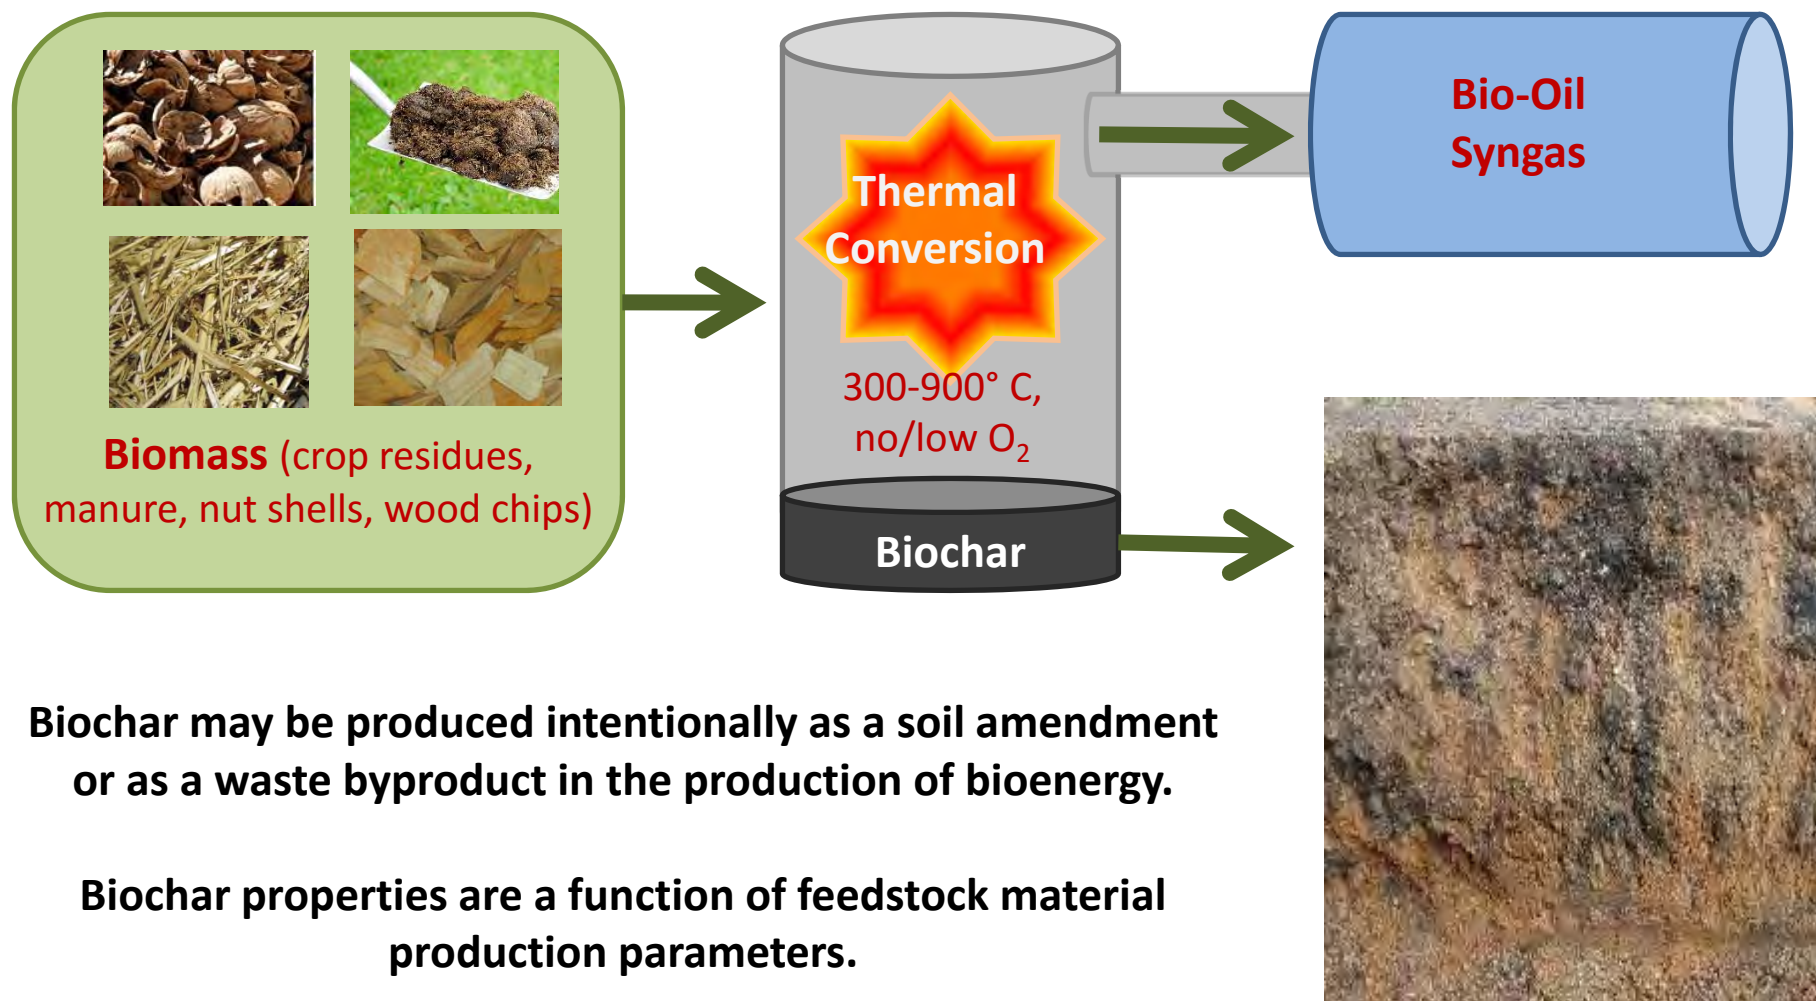 Biomass (crop residues,
manure, nut shells, wood chips)
Thermal
Conversion
300-900° C,
no/low O₂
Biochar
Bio-Oil
Syngas
Biochar may be produced intentionally as a soil amendment
or as a waste byproduct in the production of bioenergy.
Biochar properties are a function of feedstock material
production parameters.